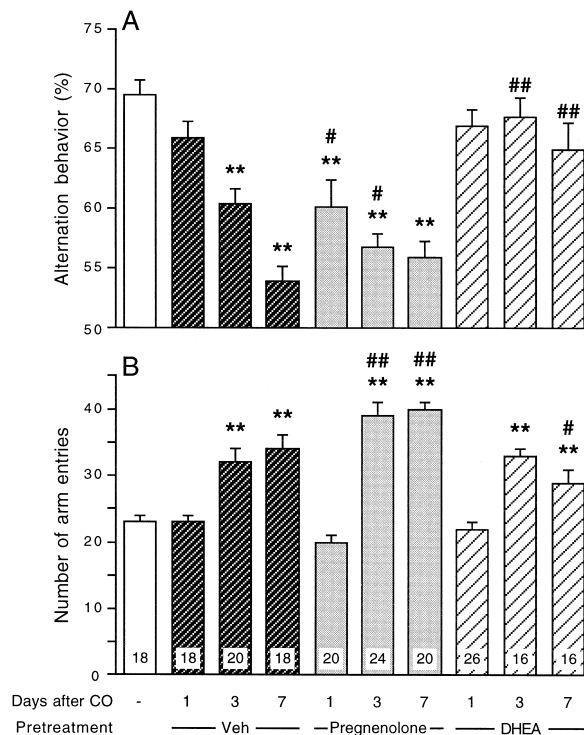 A
75
70
65
60
55
50
Alternation behavior (%)
** ** # ** # ** ** ## ##
B
40
30
20
10
0
Number of arm entries
** ** ## ** ## ** ** # **
18 18 20 18 20 24 20 26 16 16
Days after CO - 1 3 7 1 3 7 1 3 7
Pretreatment Veh Pregnenolone DHEA